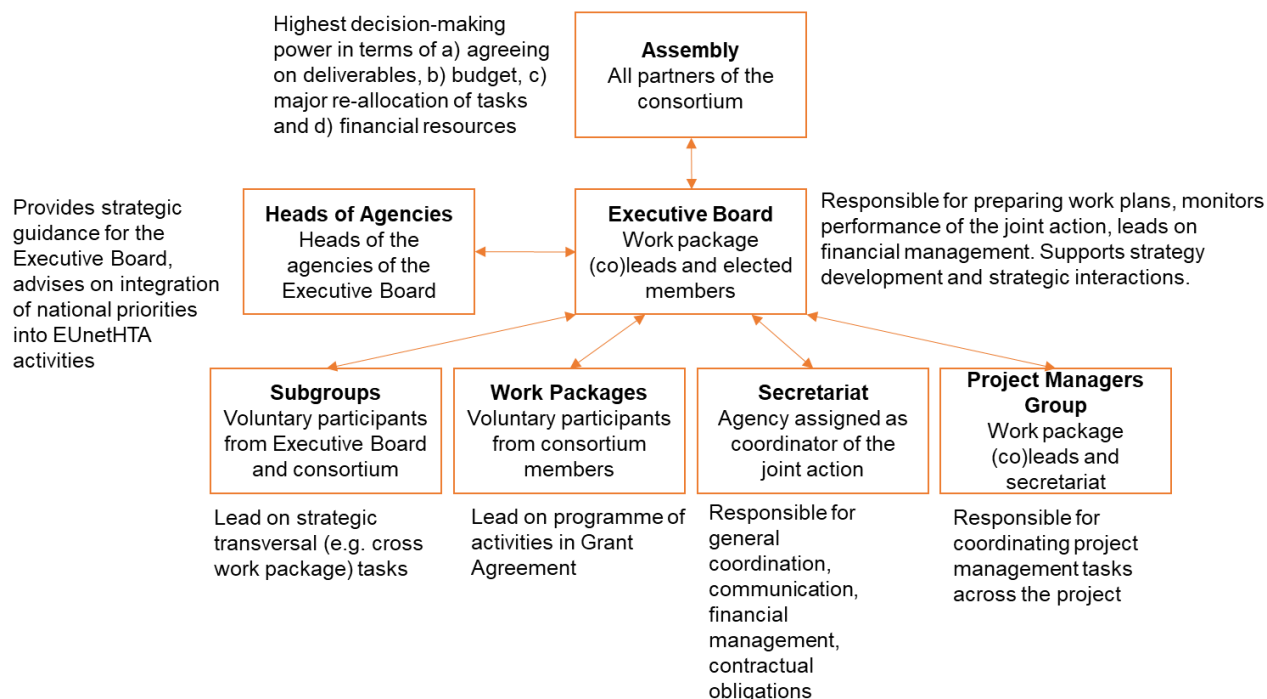 Highest decision-making
power in terms of a) agreeing
on deliverables, b) budget, c)
major re-allocation of tasks
and d) financial resources
Assembly
All partners of the
consortium
Provides strategic
guidance for the
Executive Board,
advises on integration
of national priorities
into EUnetHTA
activities
Heads of Agencies
Heads of the
agencies of the
Executive Board
Executive Board
Work package
(co)leads and elected
members
Responsible for preparing work plans, monitors
performance of the joint action, leads on
financial management. Supports strategy
development and strategic interactions.
Subgroups
Voluntary participants
from Executive Board
and consortium
Work Packages
Voluntary participants
from consortium
members
Secretariat
Agency assigned as
coordinator of the
joint action
Project Managers
Group
Work package
(co)leads and
secretariat
Lead on strategic
transversal (e.g. cross
work package) tasks
Lead on programme of
activities in Grant
Agreement
Responsible for
general
coordination,
communication,
financial
management,
contractual
obligations
Responsible for
coordinating project
management tasks
across the project